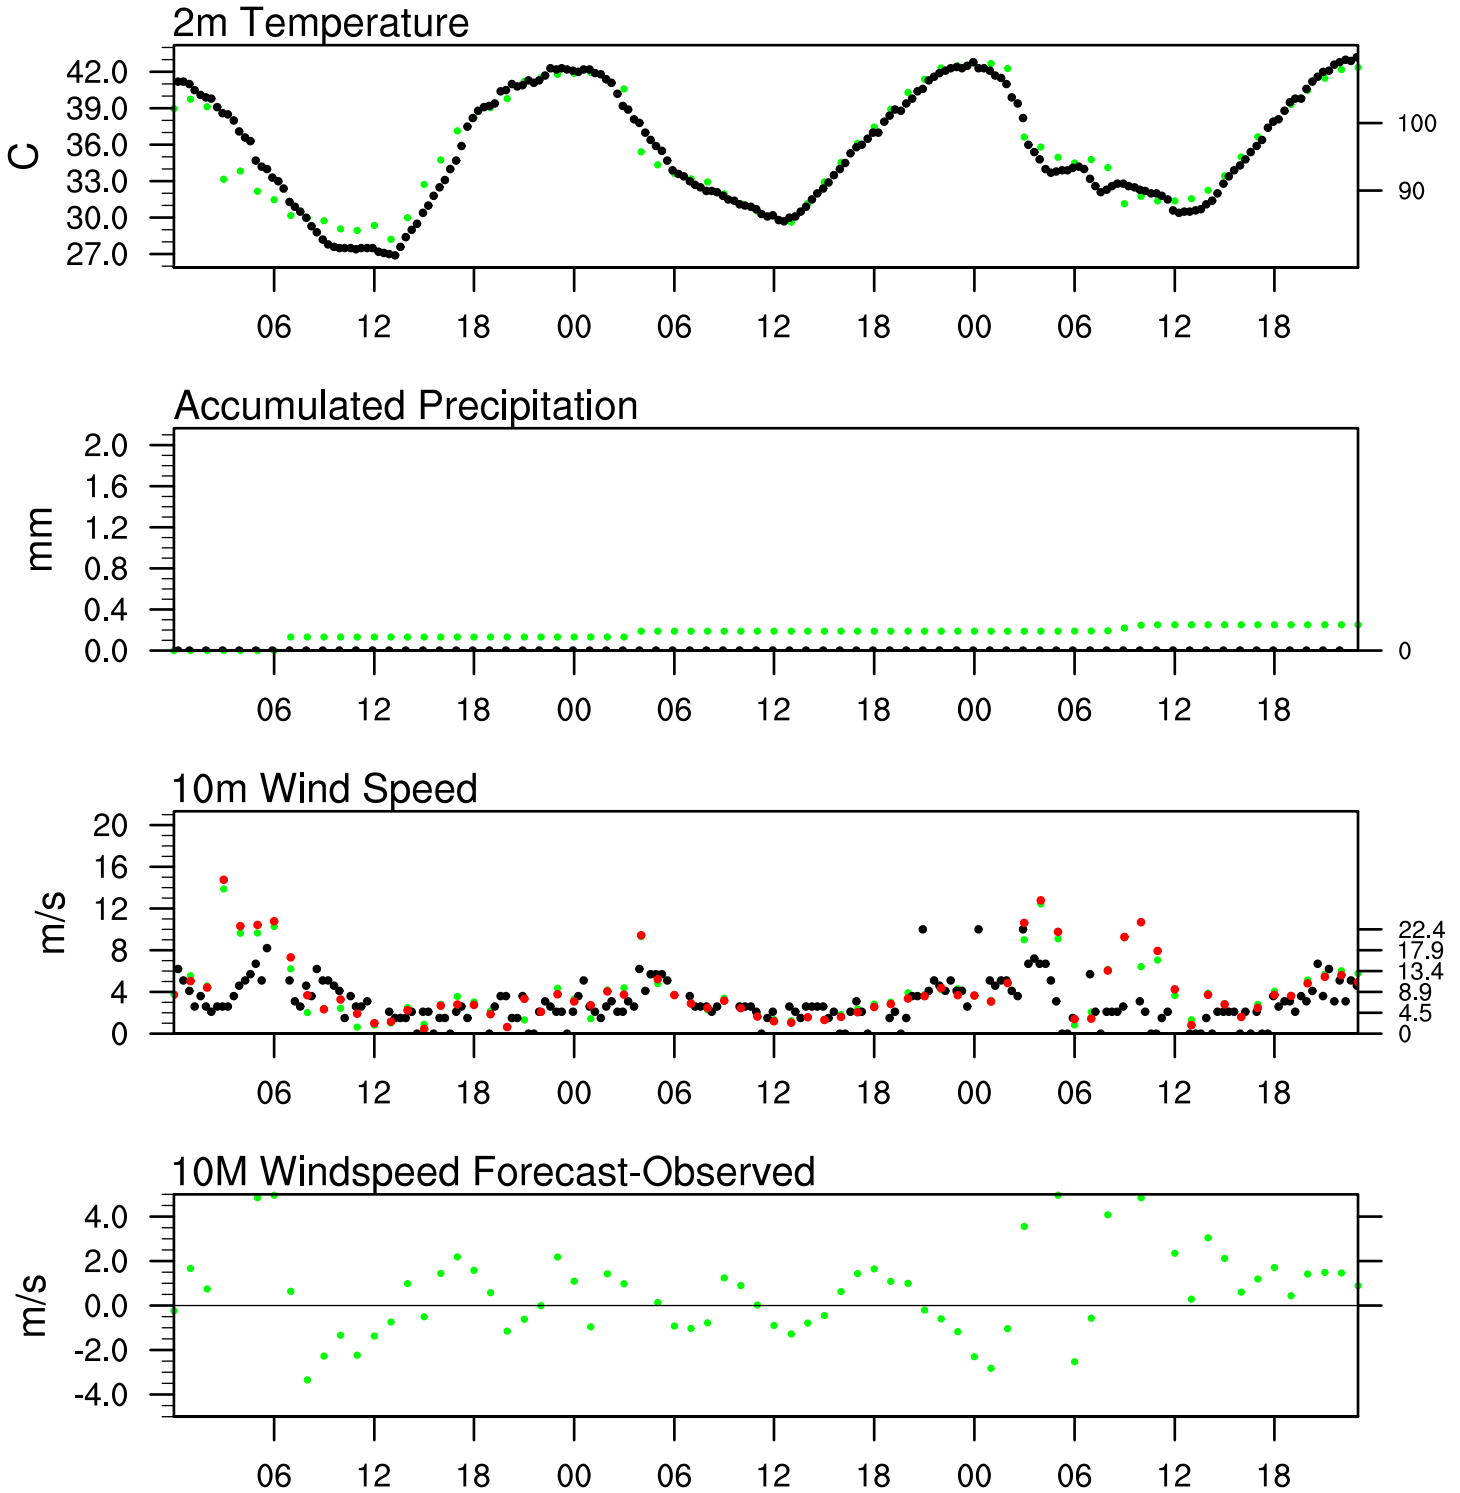 2m Temperature
42.0
39.0
36.0
33.0
30.0
27.0
C
100
90
06 12 18 00 06 12 18 00 06 12 18
Accumulated Precipitation
2.0
1.6
1.2
0.8
0.4
0.0
mm
0
06 12 18 00 06 12 18 00 06 12 18
10m Wind Speed
20
16
12
8
4
0
m/s
22.4
17.9
13.4
8.9
4.5
0
06 12 18 00 06 12 18 00 06 12 18
10M Windspeed Forecast-Observed
4.0
2.0
0.0
-2.0
-4.0
m/s
06 12 18 00 06 12 18 00 06 12 18